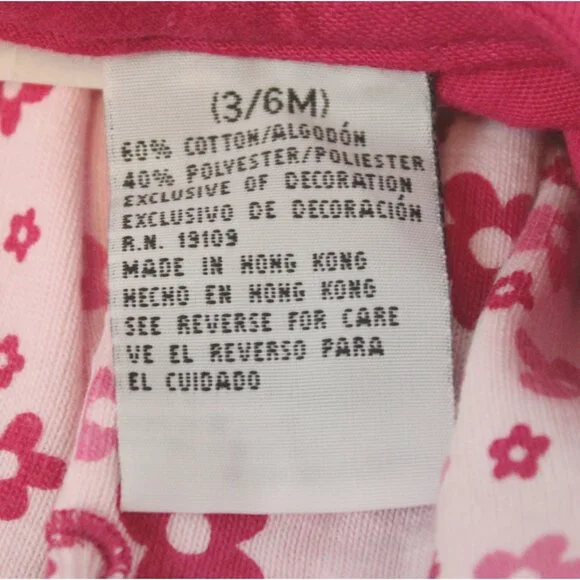 (3/6M)
60% COTTON/ALGODÓN
40% POLYESTER/POLIESTER
EXCLUSIVE OF DECORATION
EXCLUSIVO DE DECORACIÓN
R.N. 19109
MADE IN HONG KONG
HECHO EN HONG KONG
SEE REVERSE FOR CARE
VE EL REVERSO PARA
EL CUIDADO